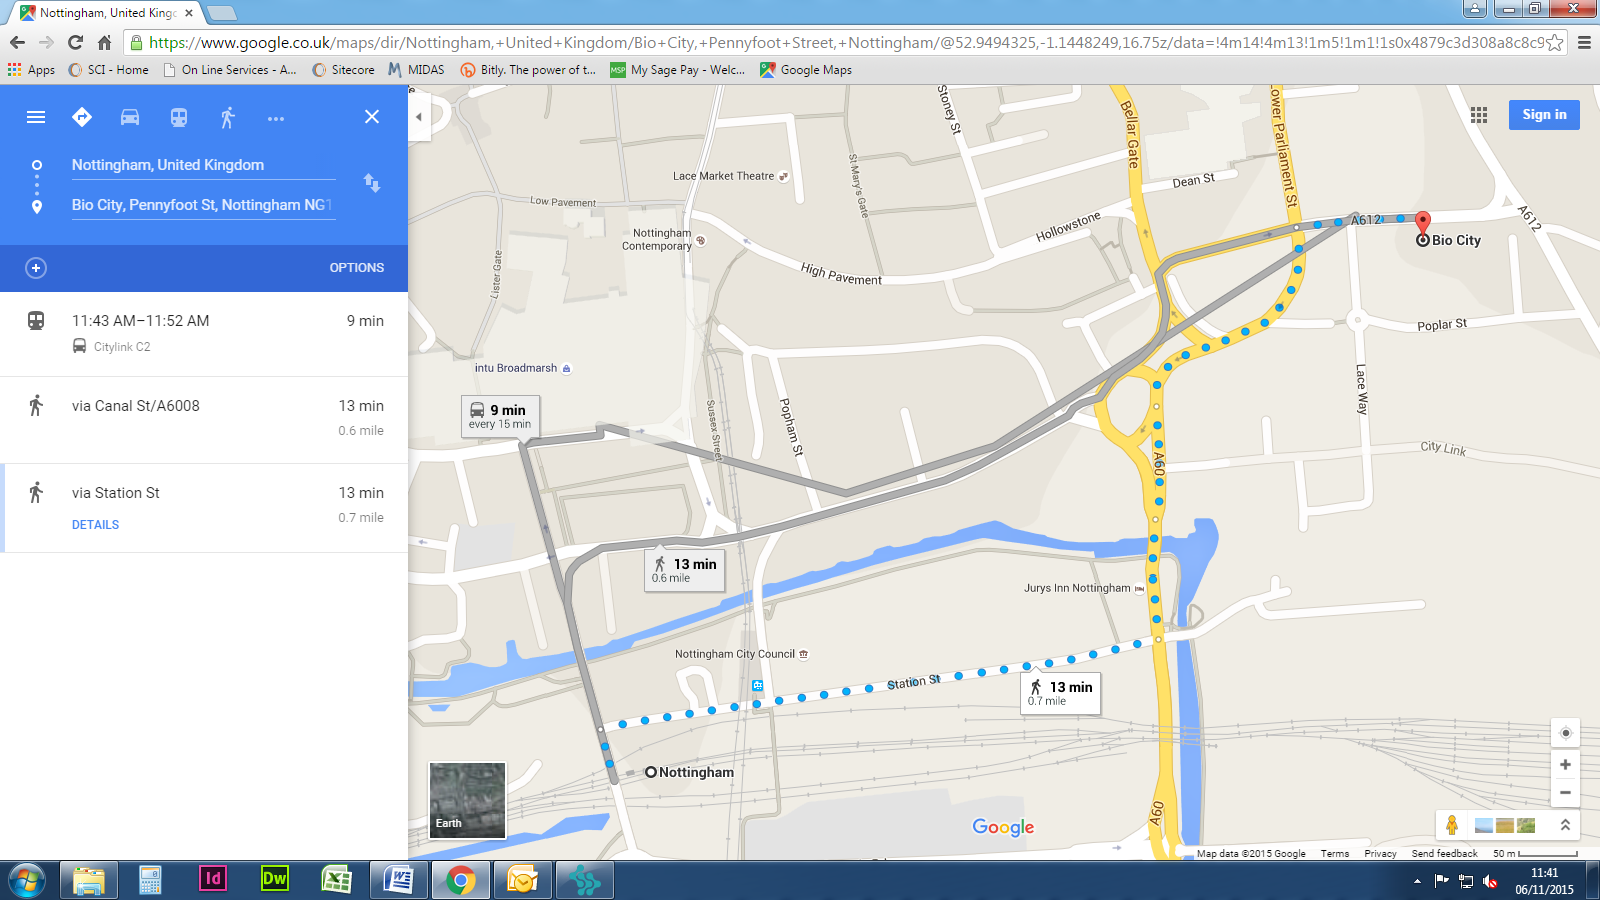 Nottingham, United Kingd
https://www.google.co.uk/maps/dir/Nottingham,+United+Kingdom/Bio+City,+Pennyfoot+Street,+Nottingham/@52.9494325,-1.1448249,16.75z/data=!4m14!4m13!1m5!1m1!1s0x4879c3d308a8c8c9
Apps
SCI - Home
On Line Services - A...
Sitecore
MIDAS
Bitly. The power of t...
MSP
My Sage Pay - Welc...
Google Maps
Nottingham, United Kingdom
Bio City, Pennyfoot St, Nottingham NG1
OPTIONS
11:43 AM–11:52 AM
9 min
Citylink C2
via Canal St/A6008
13 min
0.6 mile
via Station St
13 min
0.7 mile
DETAILS
Sign in
Stoney St
Bellar Gate
Lower Parliament St
St Mary's Gate
Lace Market Theatre
Dean St
Low Pavement
A612
A612
Hollowstone
Nottingham
Contemporary
Bio City
Lister Gate
High Pavement
Poplar St
intu Broadmarsh
Lace Way
9 min
every 15 min
Sussex Street
Popham St
City Link
A60
13 min
0.6 mile
Jurys Inn Nottingham
Nottingham City Council
Station St
13 min
0.7 mile
Nottingham
Earth
A60
Google
Map data ©2015 Google
Terms
Privacy
Send feedback
50 m
Id
Dw
11:41
06/11/2015